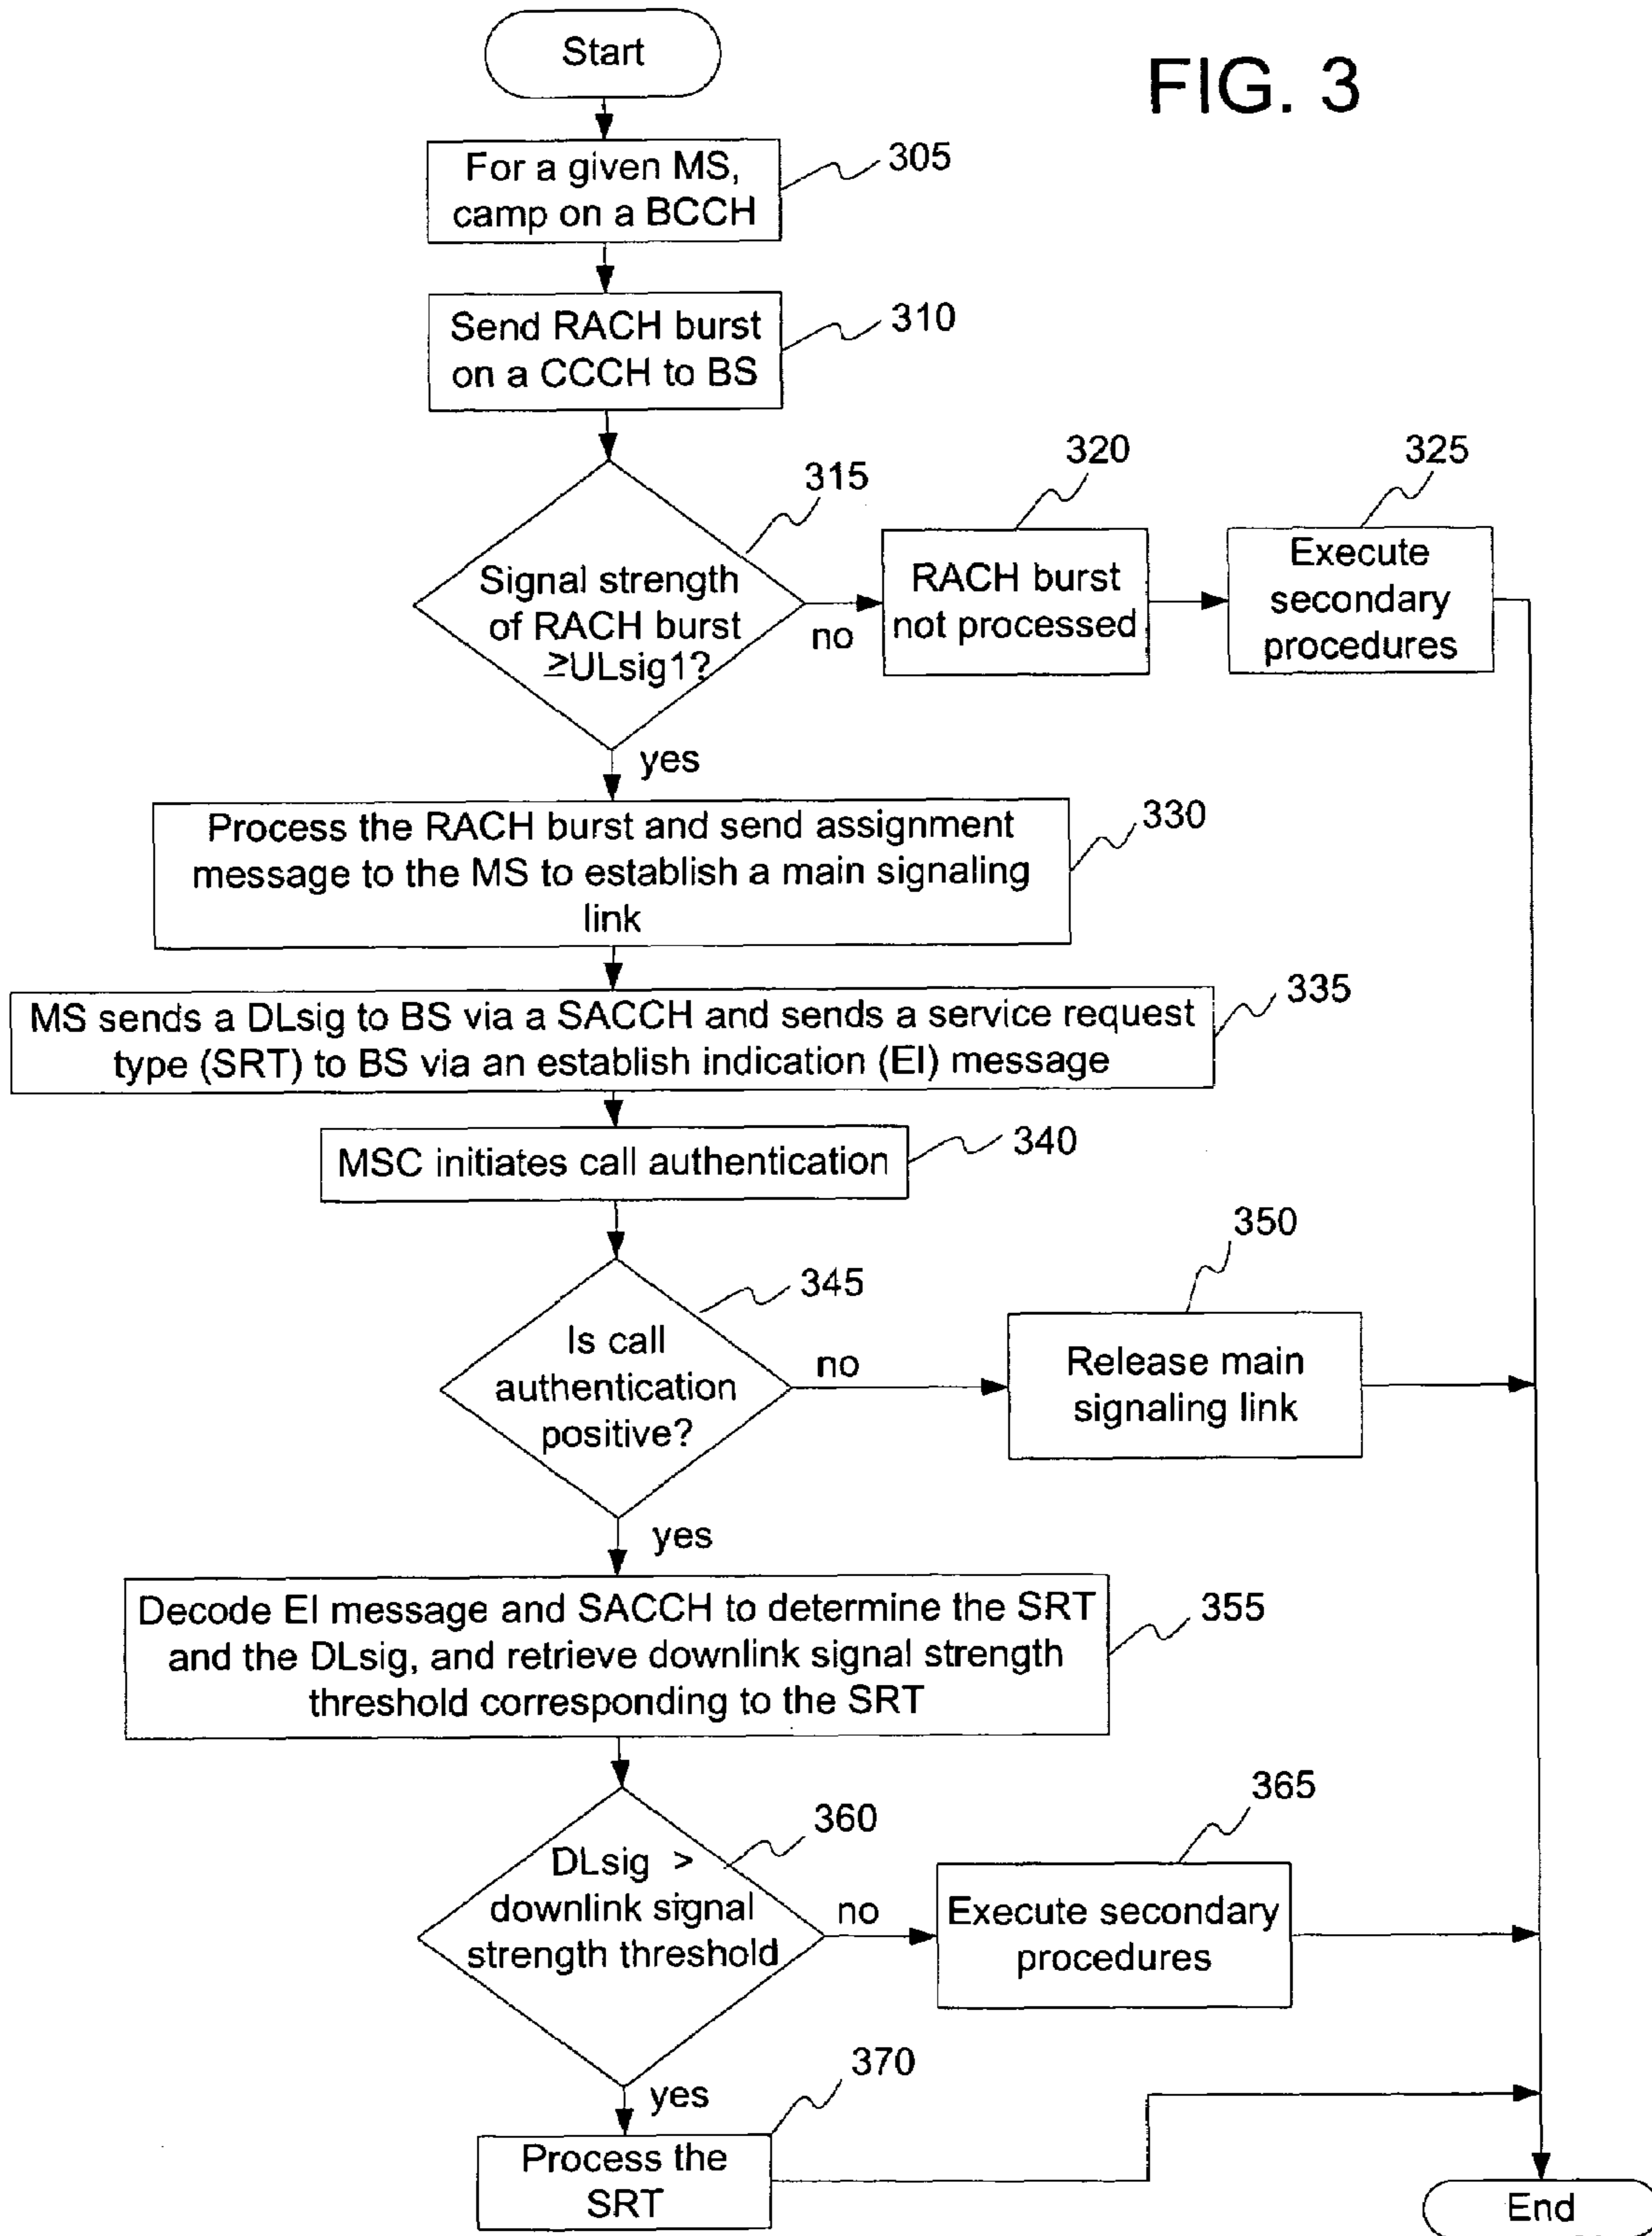 Start
FIG. 3
For a given MS,
camp on a BCCH
305
Send RACH burst
on a CCCH to BS
310
Signal strength
of RACH burst
≥ULsig1?
315
no
RACH burst
not processed
320
Execute
secondary
procedures
325
yes
Process the RACH burst and send assignment
message to the MS to establish a main signaling
link
330
MS sends a DLsig to BS via a SACCH and sends a service request
type (SRT) to BS via an establish indication (EI) message
335
MSC initiates call authentication
340
Is call
authentication
positive?
345
no
Release main
signaling link
350
yes
Decode EI message and SACCH to determine the SRT
and the DLsig, and retrieve downlink signal strength
threshold corresponding to the SRT
355
DLsig >
downlink signal
strength threshold
360
no
Execute secondary
procedures
365
yes
Process the
SRT
370
End